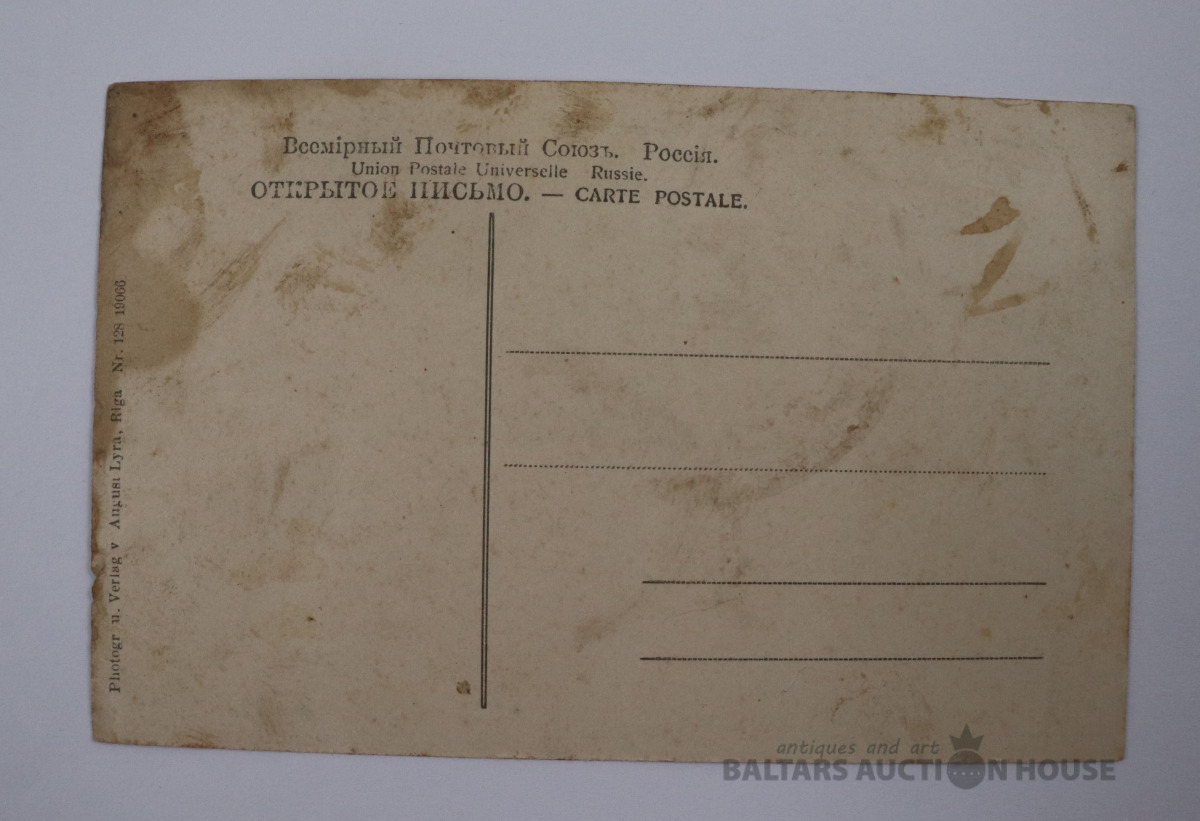 Всемірный Почтовый Союзъ. Россія.
Union Postale Universelle Russie.
ОТКРЫТОЕ ПИСЬМО. — CARTE POSTALE.
Photogr u. Verlag v August Lyra, Riga Nr. 128 19066
antiques and art
BALTARS AUCTION HOUSE